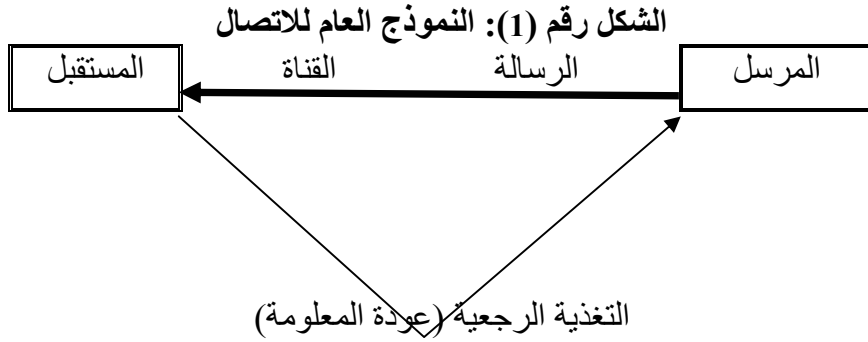 الشكل رقم (1): النموذج العام للاتصال
المرسل الرسالة القناة المستقبل
التغذية الرجعية (عودة المعلومة)